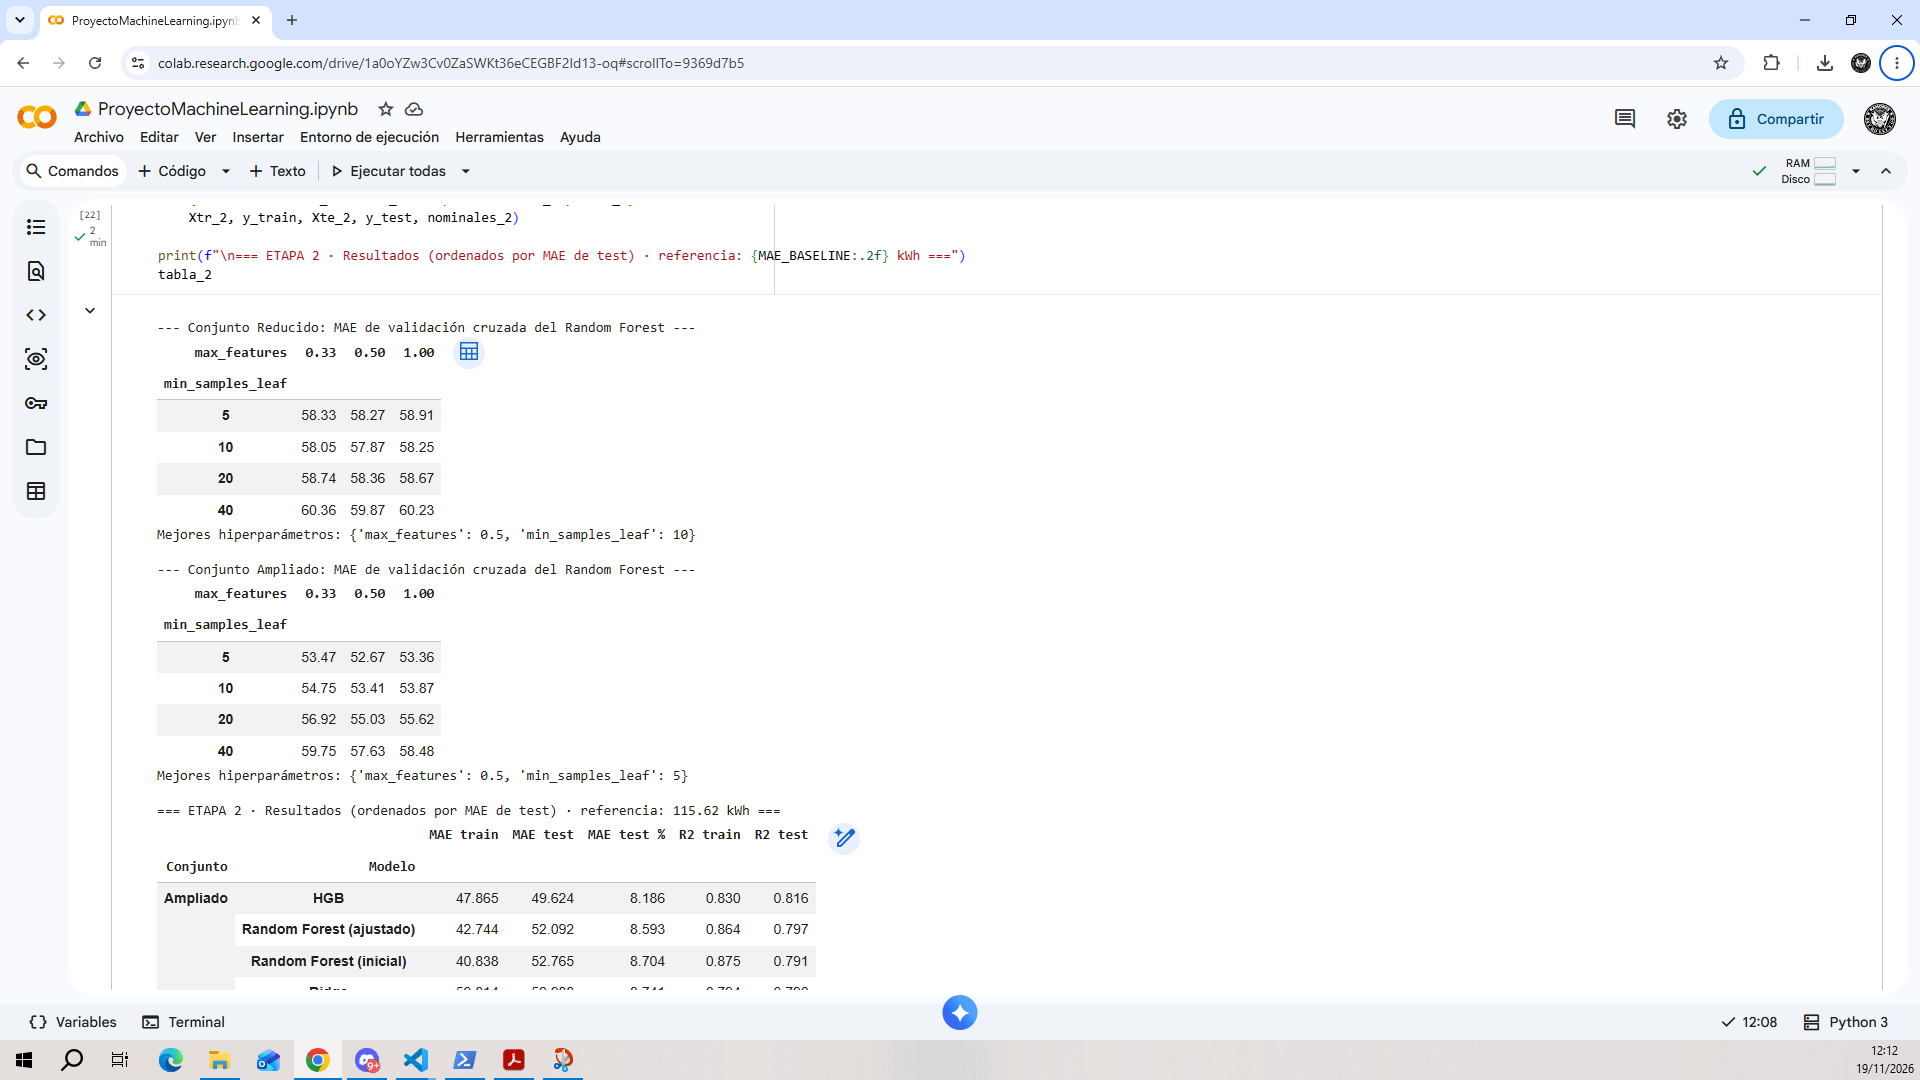 ProyectoMachineLearning.ipynb
colab.research.google.com/drive/1a0oYZw3Cv0ZaSWKt36eCEGBF2Id13-oq#scrollTo=9369d7b5
ProyectoMachineLearning.ipynb
Compartir
Archivo Editar Ver Insertar Entorno de ejecución Herramientas Ayuda
Comandos + Código + Texto Ejecutar todas
RAM
Disco
[22]
2
min
Xtr_2, y_train, Xte_2, y_test, nominales_2)
print(f"\n=== ETAPA 2 · Resultados (ordenados por MAE de test) · referencia: {MAE_BASELINE:.2f} kWh ===")
tabla_2
--- Conjunto Reducido: MAE de validación cruzada del Random Forest ---
max_features 0.33 0.50 1.00
min_samples_leaf
5 58.33 58.27 58.91
10 58.05 57.87 58.25
20 58.74 58.36 58.67
40 60.36 59.87 60.23
Mejores hiperparámetros: {'max_features': 0.5, 'min_samples_leaf': 10}
--- Conjunto Ampliado: MAE de validación cruzada del Random Forest ---
max_features 0.33 0.50 1.00
min_samples_leaf
5 53.47 52.67 53.36
10 54.75 53.41 53.87
20 56.92 55.03 55.62
40 59.75 57.63 58.48
Mejores hiperparámetros: {'max_features': 0.5, 'min_samples_leaf': 5}
=== ETAPA 2 · Resultados (ordenados por MAE de test) · referencia: 115.62 kWh ===
MAE train MAE test MAE test % R2 train R2 test
Conjunto Modelo
Ampliado HGB 47.865 49.624 8.186 0.830 0.816
Random Forest (ajustado) 42.744 52.092 8.593 0.864 0.797
Random Forest (inicial) 40.838 52.765 8.704 0.875 0.791
Variables Terminal
12:08 Python 3
9+
12:12
19/11/2026